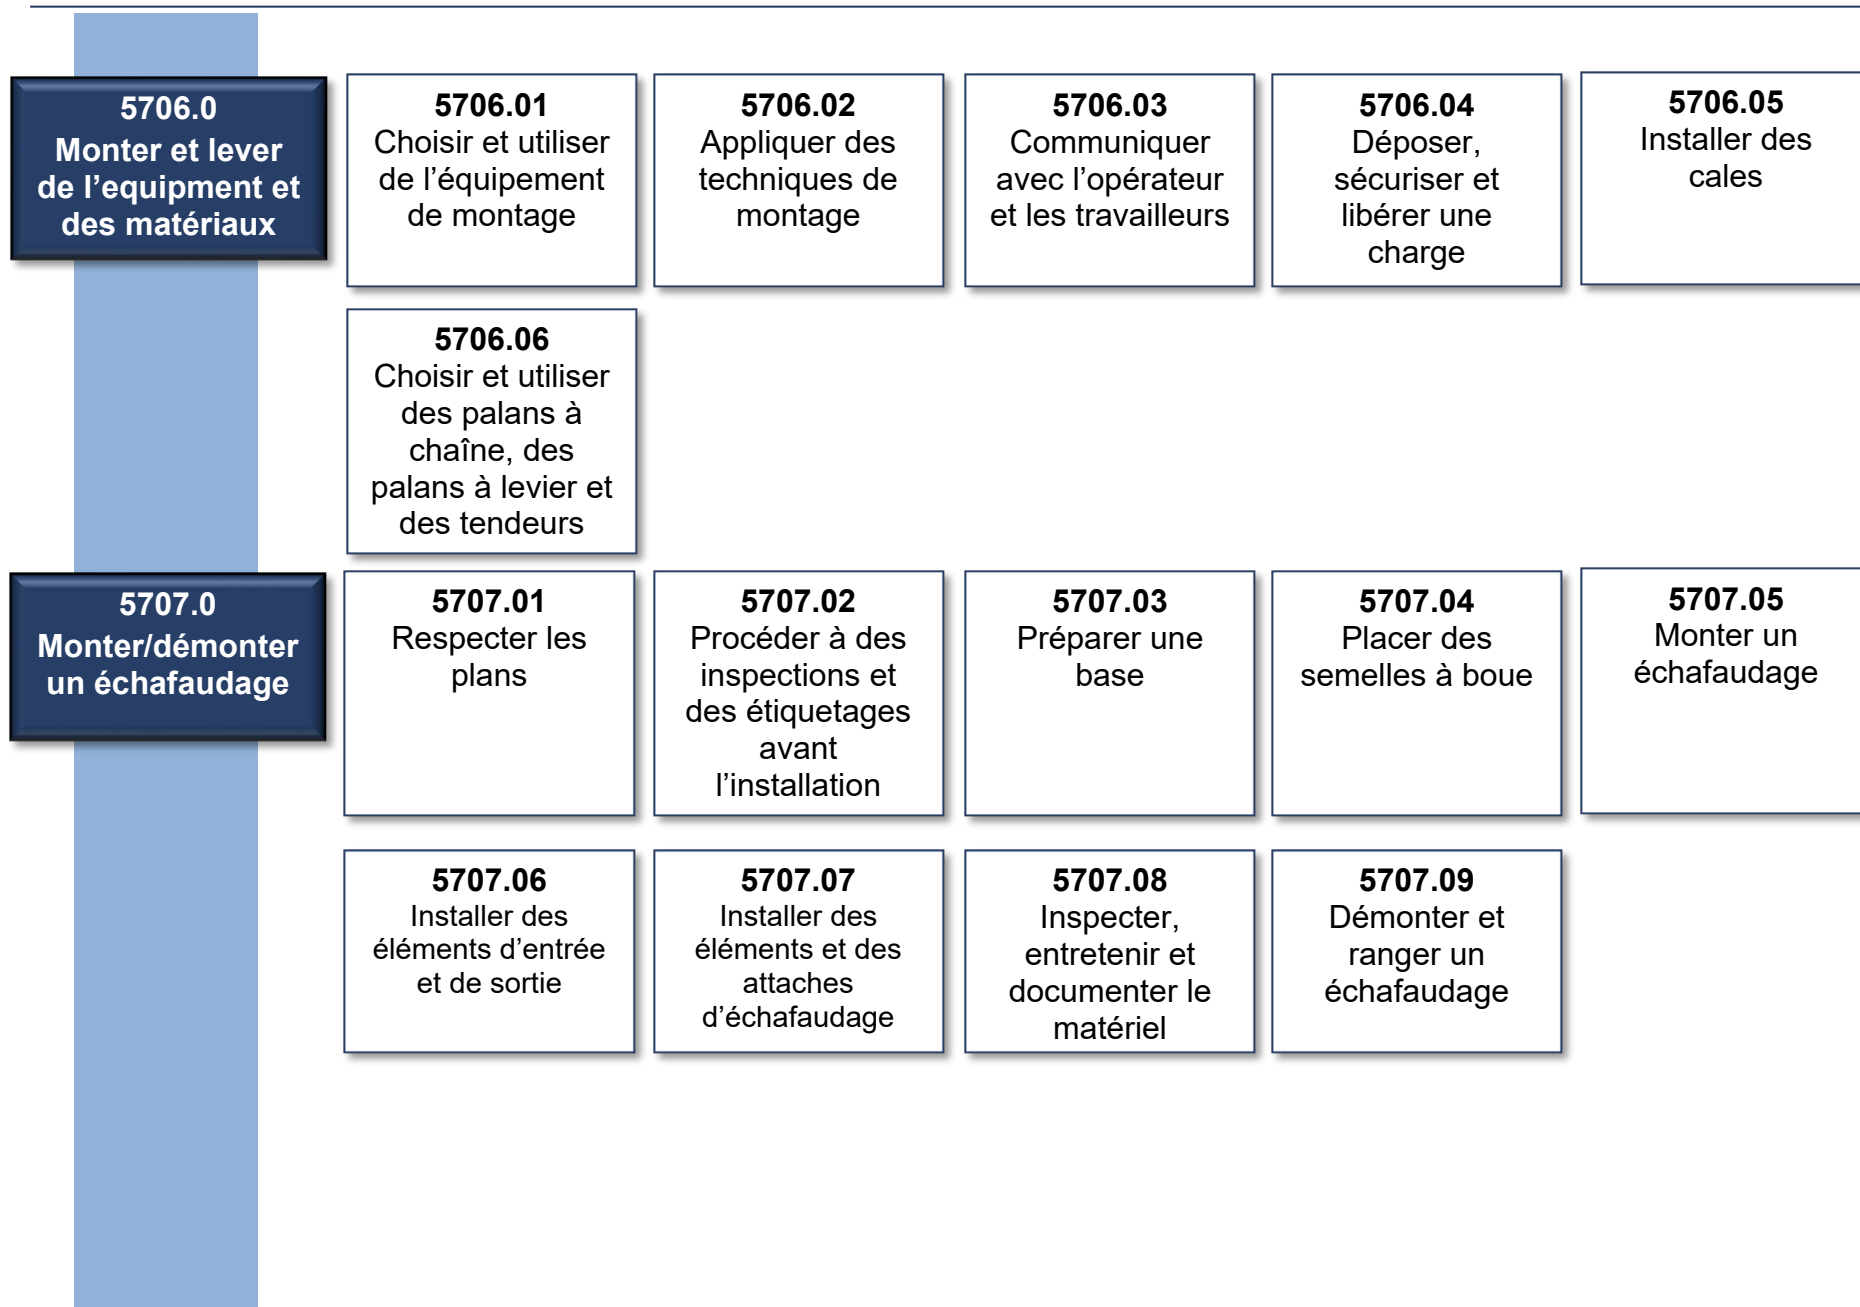 5706.0
Monter et lever
de l’equipment et
des matériaux
5706.01
Choisir et utiliser
de l’équipement
de montage
5706.02
Appliquer des
techniques de
montage
5706.03
Communiquer
avec l’opérateur
et les travailleurs
5706.04
Déposer,
sécuriser et
libérer une
charge
5706.05
Installer des
cales
5706.06
Choisir et utiliser
des palans à
chaîne, des
palans à levier et
des tendeurs
5707.0
Monter/démonter
un échafaudage
5707.01
Respecter les
plans
5707.02
Procéder à des
inspections et
des étiquetages
avant
l’installation
5707.03
Préparer une
base
5707.04
Placer des
semelles à boue
5707.05
Monter un
échafaudage
5707.06
Installer des
éléments d’entrée
et de sortie
5707.07
Installer des
éléments et des
attaches
d’échafaudage
5707.08
Inspecter,
entretenir et
documenter le
matériel
5707.09
Démonter et
ranger un
échafaudage